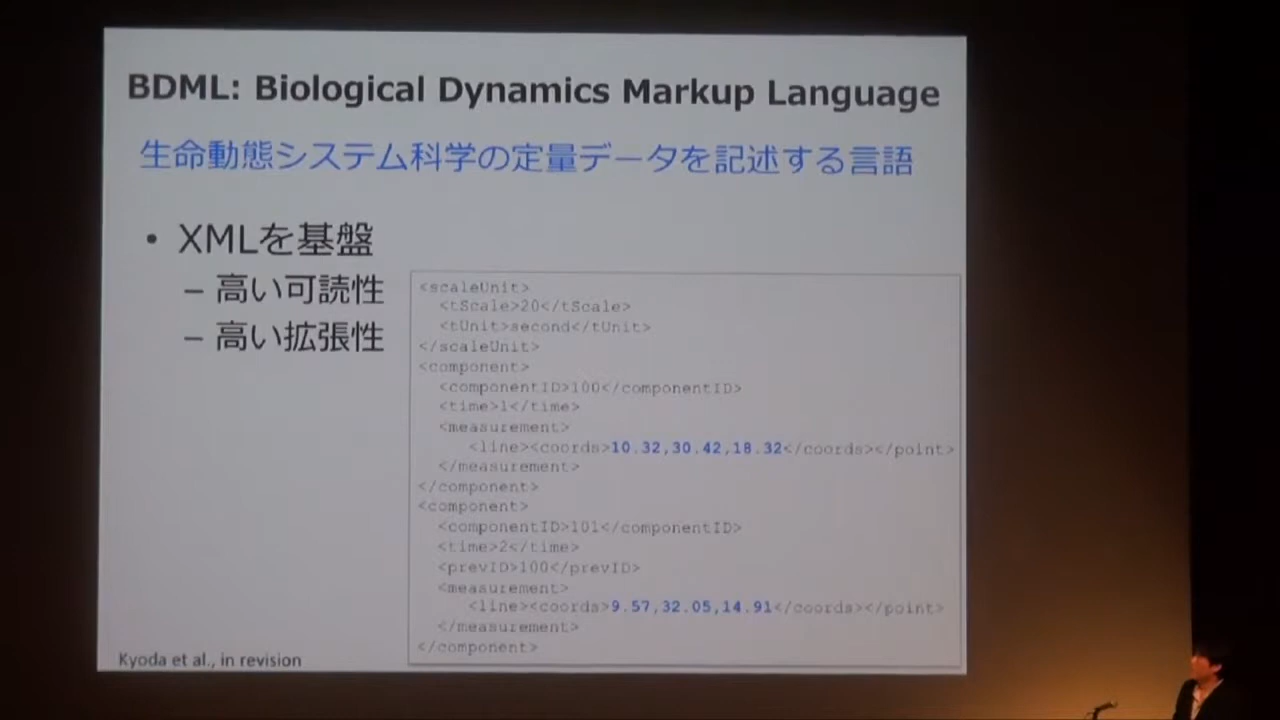 BDML: Biological Dynamics Markup Language
生命動態システム科学の定量データを記述する言語
• XMLを基盤
– 高い可読性
– 高い拡張性
<scaleUnit>
<tScale>20</tScale>
<tUnit>second</tUnit>
</scaleUnit>
<component>
<componentID>100</componentID>
<time>1</time>
<measurement>
<line><coords>10.32,30.42,18.32</coords></point>
</measurement>
</component>
<component>
<componentID>101</componentID>
<time>2</time>
<prevID>100</prevID>
<measurement>
<line><coords>9.57,32.05,14.91</coords></point>
</measurement>
</component>
Kyoda et al., in revision